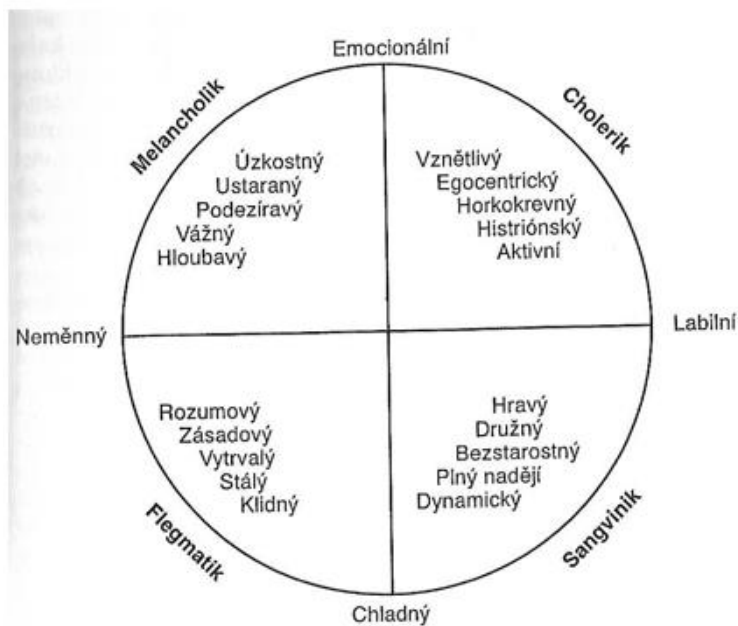 Emocionální
Melancholik
Cholerik
Úzkostný
Ustaraný
Podezíravý
Vážný
Hloubavý
Vznětlivý
Egocentrický
Horkokrevný
Histriónský
Aktivní
Neměnný
Labilní
Rozumový
Zásadový
Vytrvalý
Stálý
Klidný
Hravý
Družný
Bezstarostný
Plný nadějí
Dynamický
Flegmatik
Sangvinik
Chladný